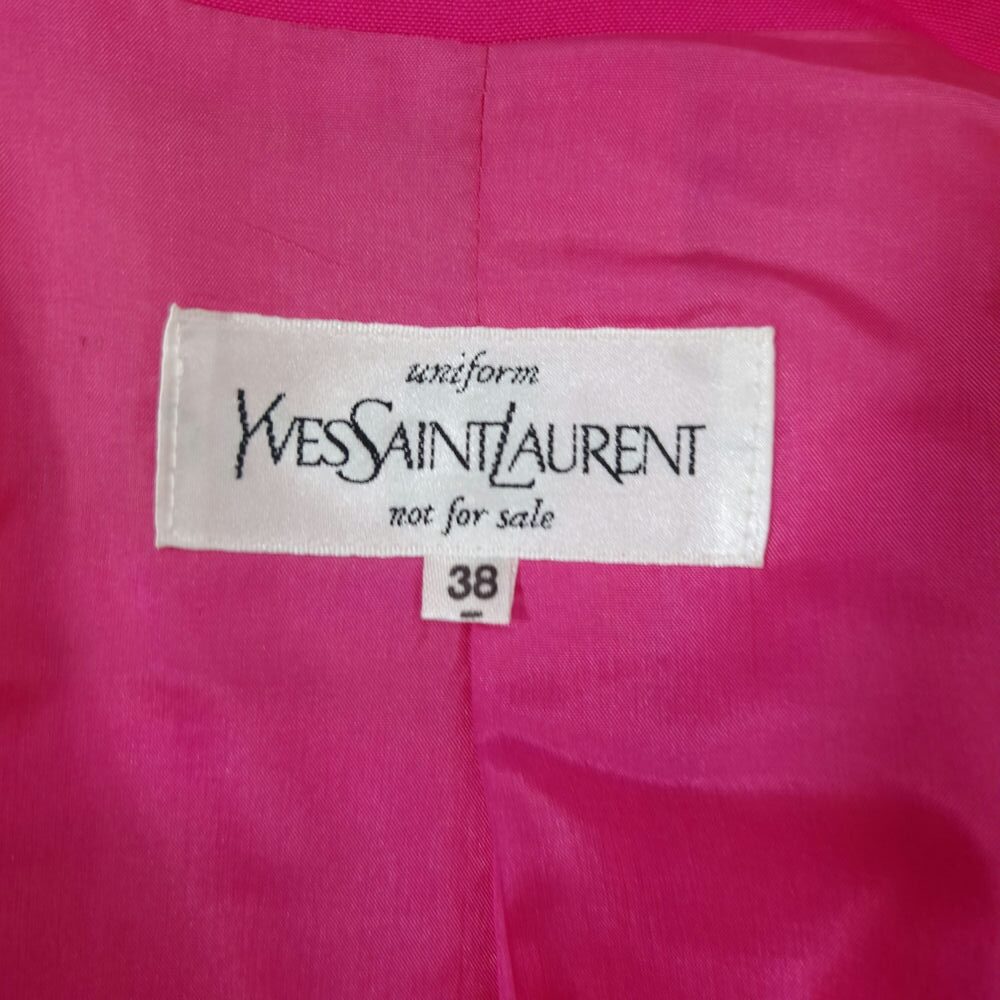 uniform
YVESSAINTLAURENT
not for sale
38